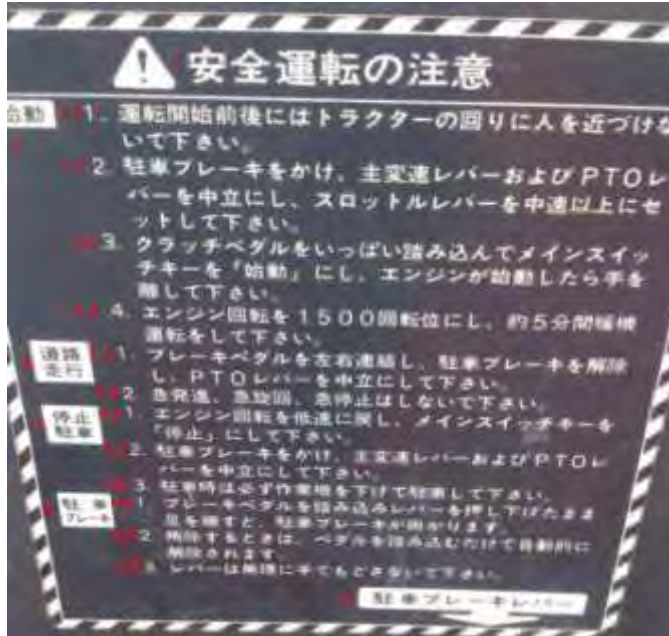 安全運転の注意
始動 1. 運転開始前後にはトラクターの回りに人を近づけな
いて下さい。
2. 駐車ブレーキをかけ、主変速レバーおよびPTOレ
バーを中立にし、スロットルレバーを中速以上にセ
ットして下さい。
3. クラッチペダルをいっぱい踏み込んでメインスイッ
チキーを「始動」にし、エンジンが始動したら手を
離して下さい。
4. エンジン回転を1500回転位にし、約5分間暖機
運転をして下さい。
道路
走行
1. ブレーキペダルを左右連結し、駐車ブレーキを解除
し、PTOレバーを中立にして下さい。
2. 急発進、急旋回、急停止はしないで下さい。
停止
駐車
1. エンジン回転を低速に戻し、メインスイッチキーを
「停止」にして下さい。
2. 駐車ブレーキをかけ、主変速レバーおよびPTOレ
バーを中立にして下さい。
3. 駐車時は必ず作業機を下げて駐車して下さい。
駐車
ブレーキ
1. ブレーキペダルを踏み込みレバーを押し下げたまま
足を離すと、駐車ブレーキが掛かります。
2. 解除するときは、ペダルを踏み込むだけで自動的に
解除されます。
3. レバーは無理に手でもどさないで下さい。
駐車ブレーキレバー